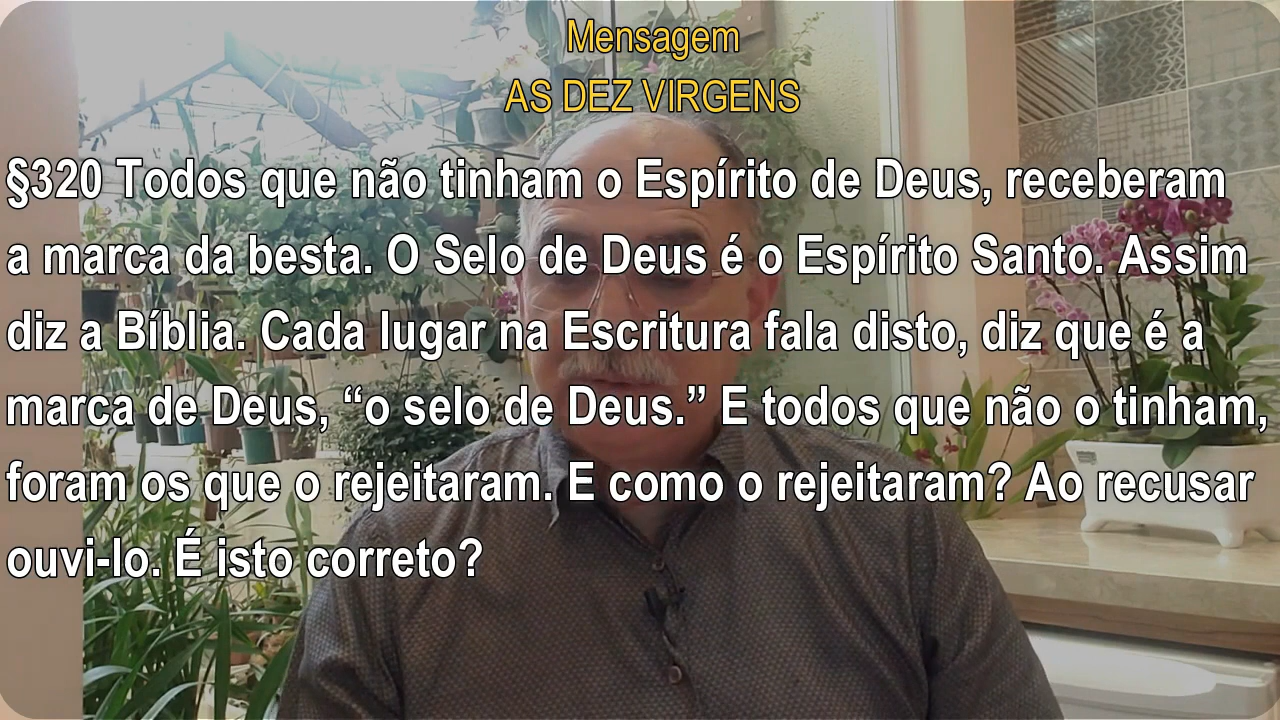 Mensagem
AS DEZ VIRGENS
§320 Todos que não tinham o Espírito de Deus, receberam
a marca da besta. O Selo de Deus é o Espírito Santo. Assim
diz a Bíblia. Cada lugar na Escritura fala disto, diz que é a
marca de Deus, “o selo de Deus.” E todos que não o tinham,
foram os que o rejeitaram. E como o rejeitaram? Ao recusar
ouvi-lo. É isto correto?